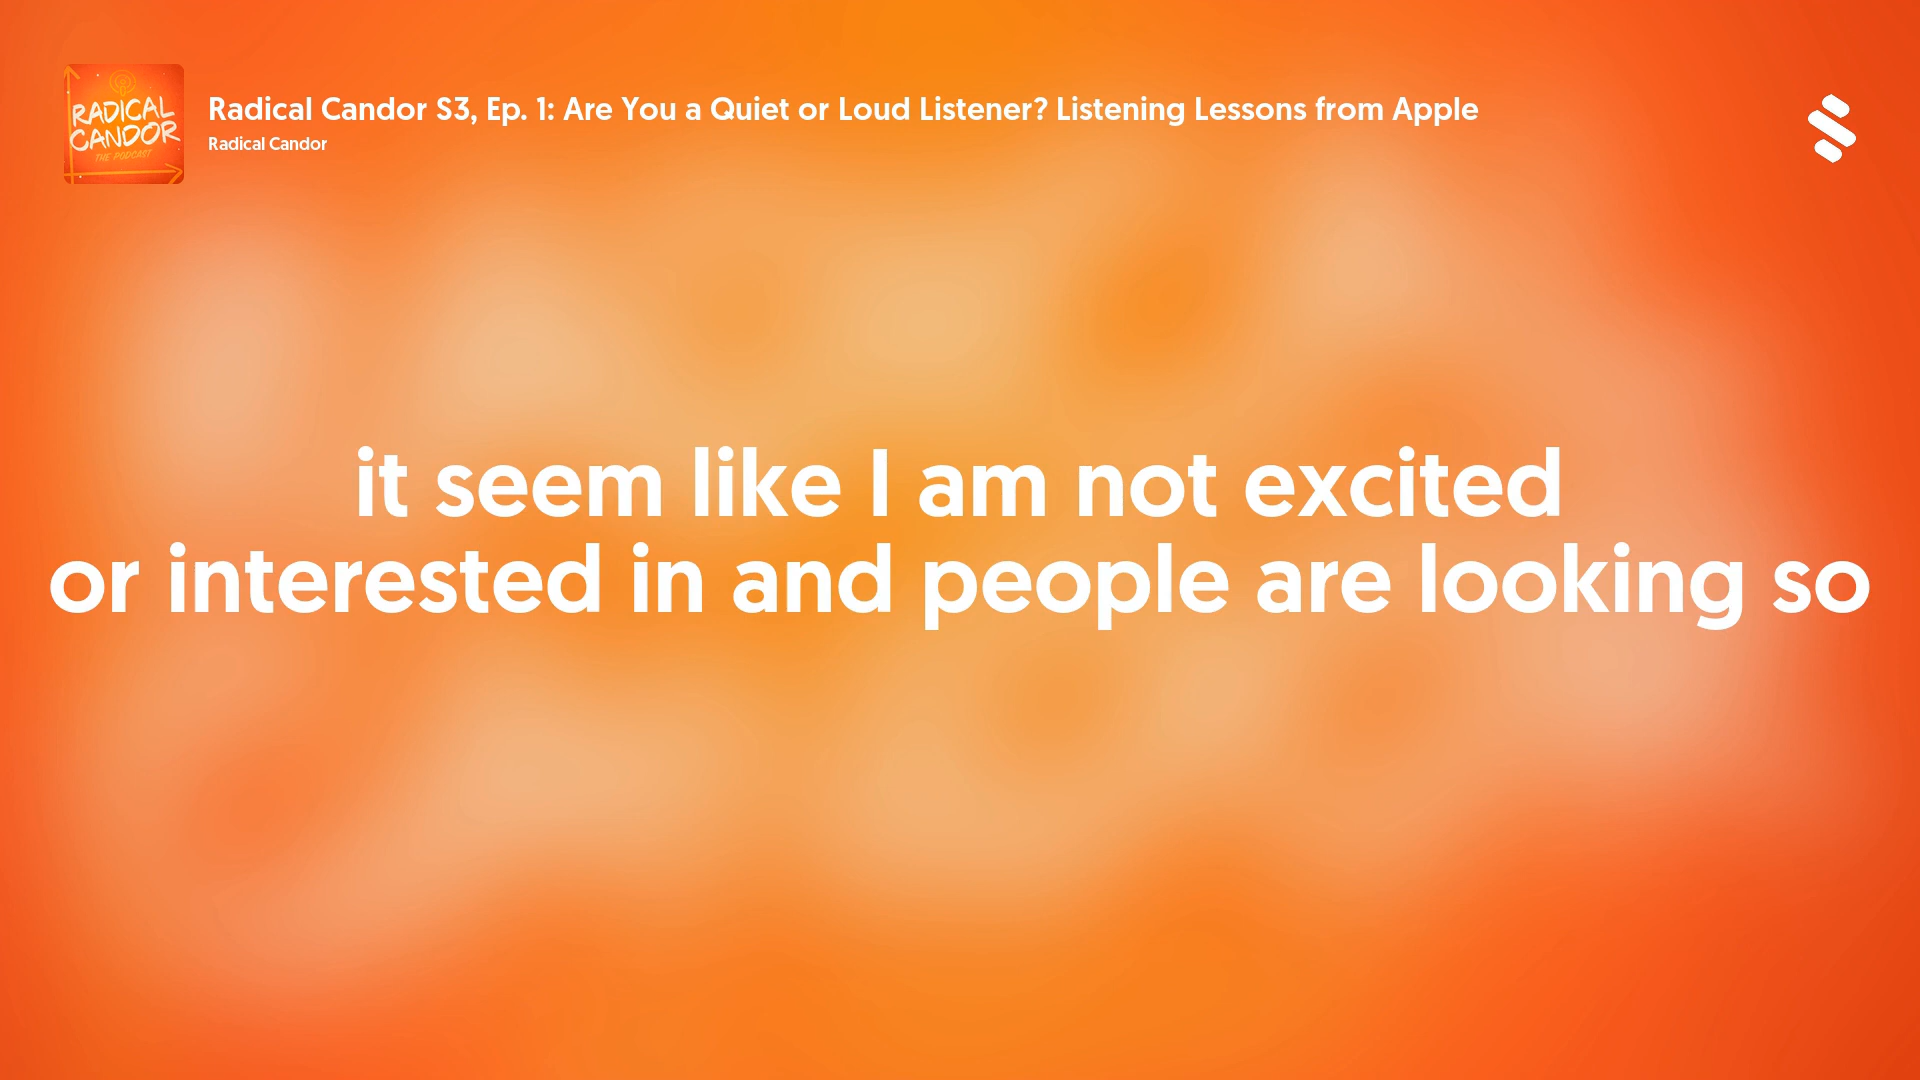 RADICAL
CANDOR
THE PODCAST
Radical Candor S3, Ep. 1: Are You a Quiet or Loud Listener? Listening Lessons from Apple
Radical Candor
it seem like I am not excited
or interested in and people are looking so